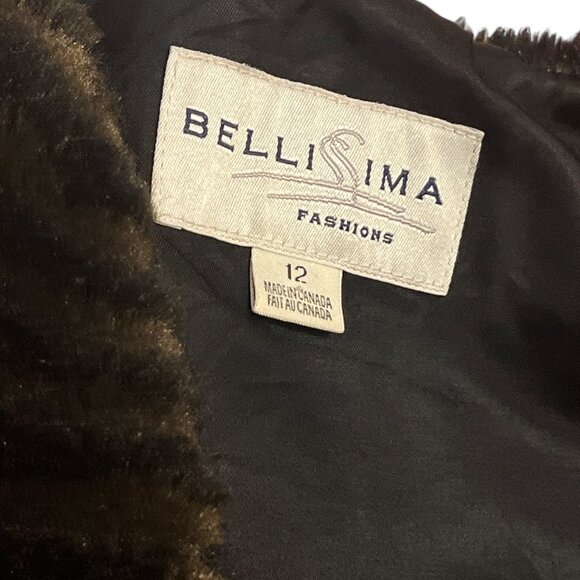 BELLISSIMA
FASHIONS
12
MADE IN CANADA
FAIT AU CANADA